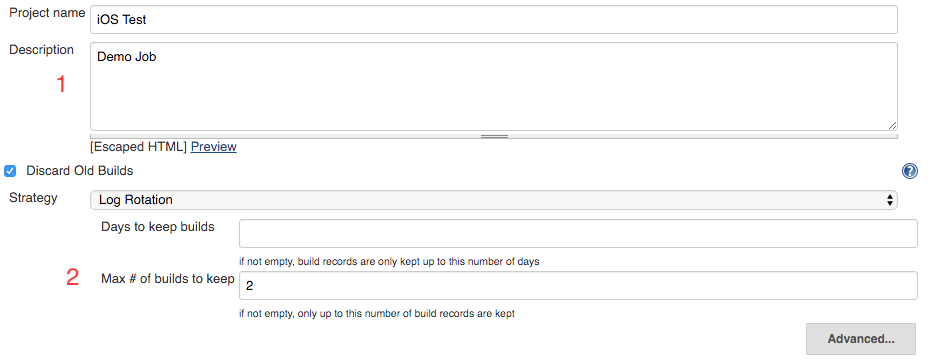 Project name iOS Test
Description Demo Job
1
[Escaped HTML] Preview
Discard Old Builds ?
Strategy Log Rotation
Days to keep builds
if not empty, build records are only kept up to this number of days
2 Max # of builds to keep 2
if not empty, only up to this number of build records are kept
Advanced...